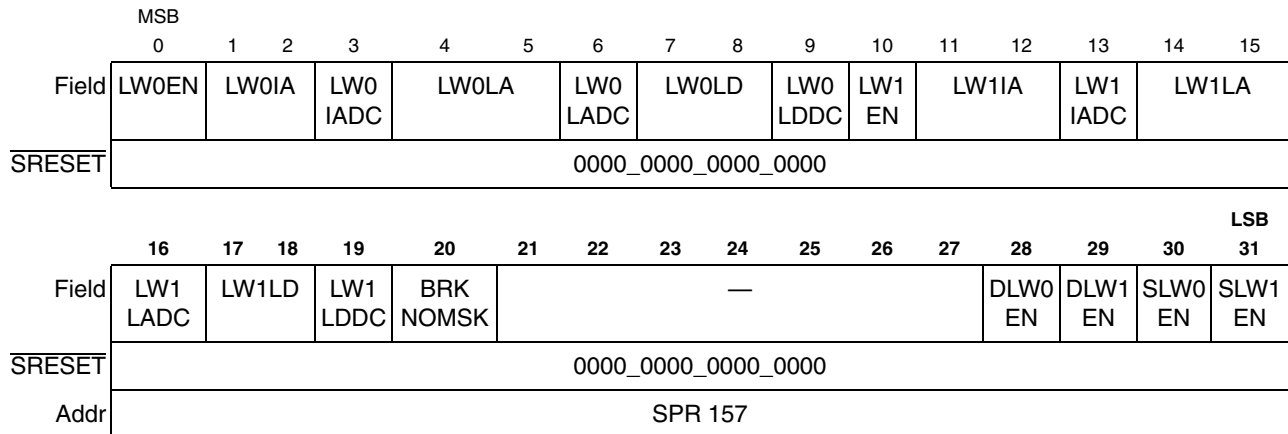 MSB
0 1 2 3 4 5 6 7 8 9 10 11 12 13 14 15
Field LW0EN LW0IA LW0 IADC LW0LA LW0 LADC LW0LD LW0 LDDC LW1 EN LW1IA LW1 IADC LW1LA
SRESET 0000_0000_0000_0000
LSB
16 17 18 19 20 21 22 23 24 25 26 27 28 29 30 31
Field LW1 LADC LW1LD LW1 LDDC BRK NOMSK — DLW0 EN DLW1 EN SLW0 EN SLW1 EN
SRESET 0000_0000_0000_0000
Addr SPR 157